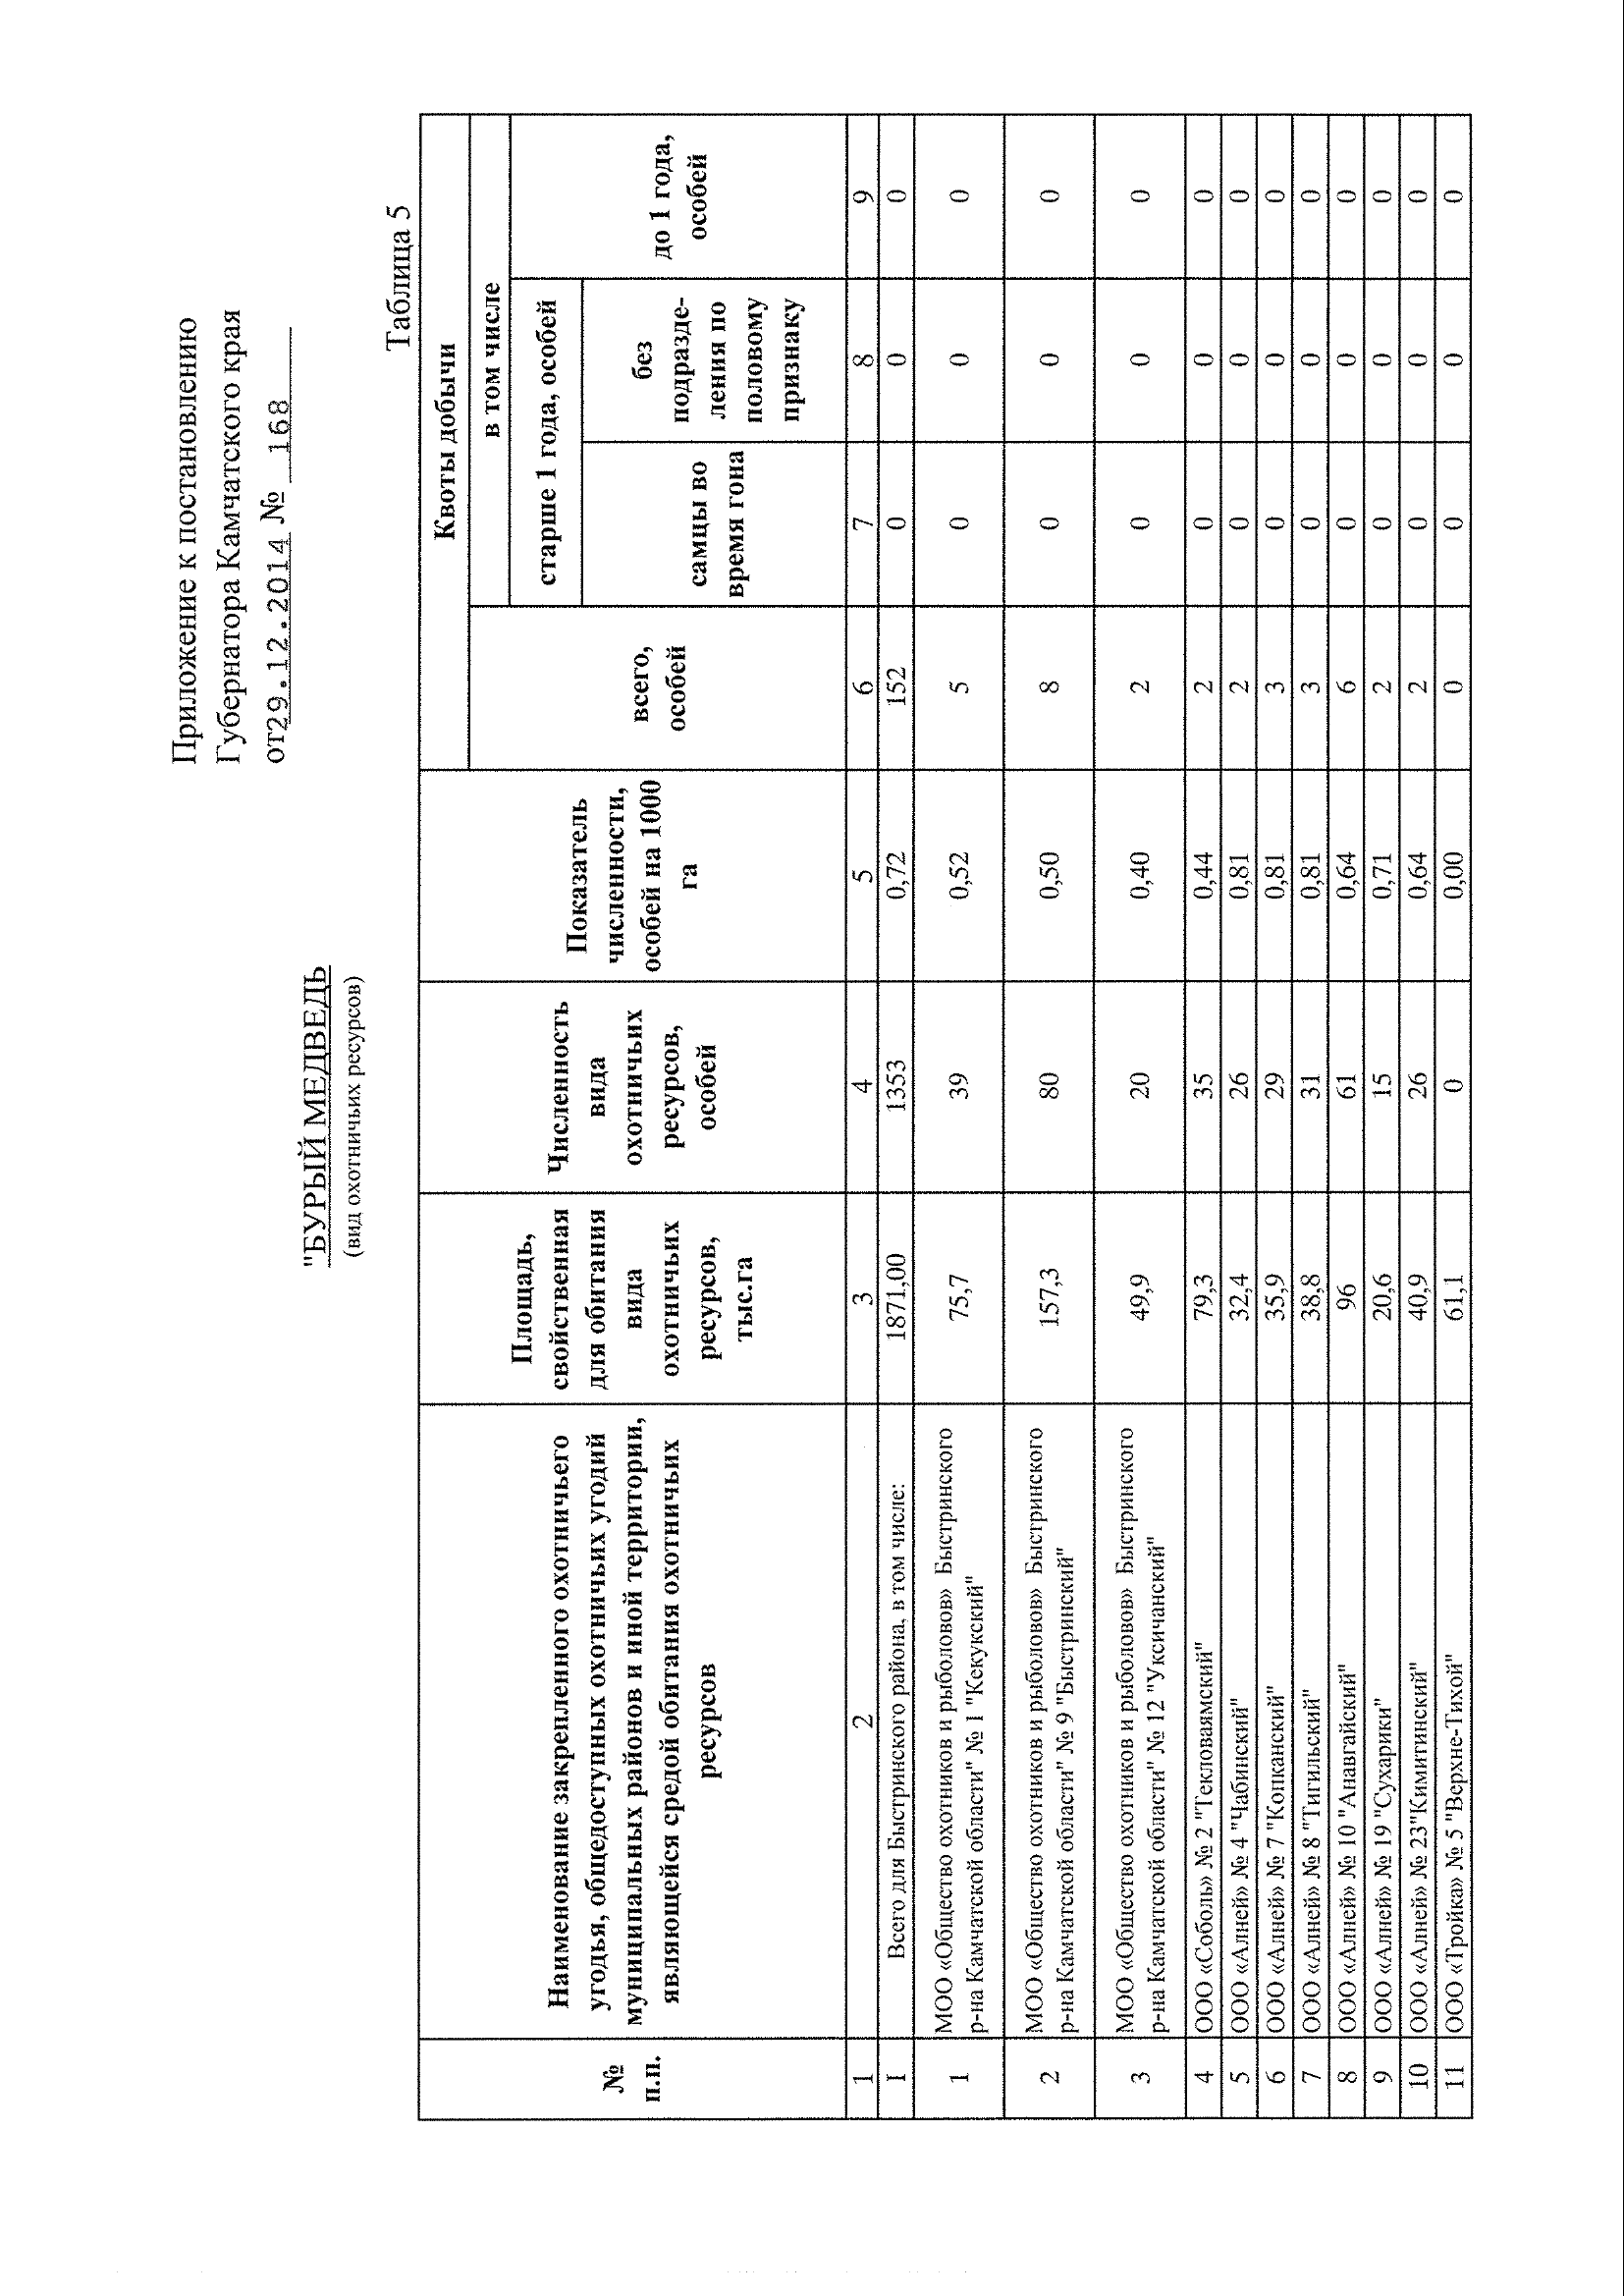 Приложение к постановлению
Губернатора Камчатского края
от29.12.2014 № 168
"БУРЫЙ МЕДВЕДЬ
(вид охотничьих ресурсов)
Таблица 5
№
п.п.
Наименование закрепленного охотничьего
угодья, общедоступных охотничьих угодий
муниципальных районов и иной территории,
являющейся средой обитания охотничьих
ресурсов
Площадь,
свойственная
для обитания
вида
охотничьих
ресурсов,
тыс.га
Численность
вида
охотничьих
ресурсов,
особей
Показатель
численности,
особей на 1000
га
Квоты добычи
всего,
особей
в том числе
старше 1 года, особей
самцы во
время гона
без
подразде-
ления по
половому
признаку
до 1 года,
особей
1 2 3 4 5 6 7 8 9
I Всего для Быстринского района, в том числе: 1871,00 1353 0,72 152 0 0 0
1 МОО «Общество охотников и рыболовов» Быстринского
р-на Камчатской области" № 1 "Кекукский" 75,7 39 0,52 5 0 0 0
2 МОО «Общество охотников и рыболовов» Быстринского
р-на Камчатской области" № 9 "Быстринский" 157,3 80 0,50 8 0 0 0
3 МОО «Общество охотников и рыболовов» Быстринского
р-на Камчатской области" № 12 "Уксичанский" 49,9 20 0,40 2 0 0 0
4 ООО «Соболь» № 2 "Текловаямский" 79,3 35 0,44 2 0 0 0
5 ООО «Алней» № 4 "Чабинский" 32,4 26 0,81 2 0 0 0
6 ООО «Алней» № 7 "Копканский" 35,9 29 0,81 3 0 0 0
7 ООО «Алней» № 8 "Тигильский" 38,8 31 0,81 3 0 0 0
8 ООО «Алней» № 10 "Анавгайский" 96 61 0,64 6 0 0 0
9 ООО «Алней» № 19 "Сухарики" 20,6 15 0,71 2 0 0 0
10 ООО «Алней» № 23"Кимитинский" 40,9 26 0,64 2 0 0 0
11 ООО «Тройка» № 5 "Верхне-Тихой" 61,1 0 0,00 0 0 0 0